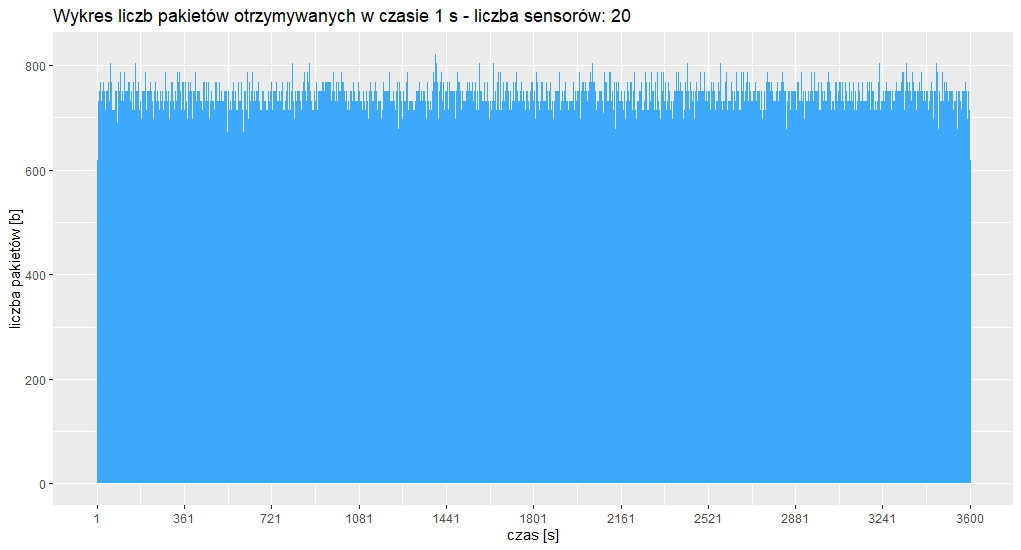 Wykres liczb pakietów otrzymywanych w czasie 1 s - liczba sensorów: 20
liczba pakietów [b]
800
600
400
200
0
1 361 721 1081 1441 1801 2161 2521 2881 3241 3600
czas [s]